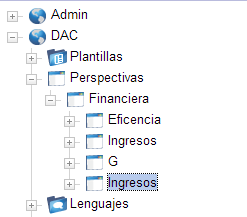 Admin
DAC
Plantillas
Perspectivas
Financiera
Eficencia
Ingresos
G
Ingresos
Lenguajes